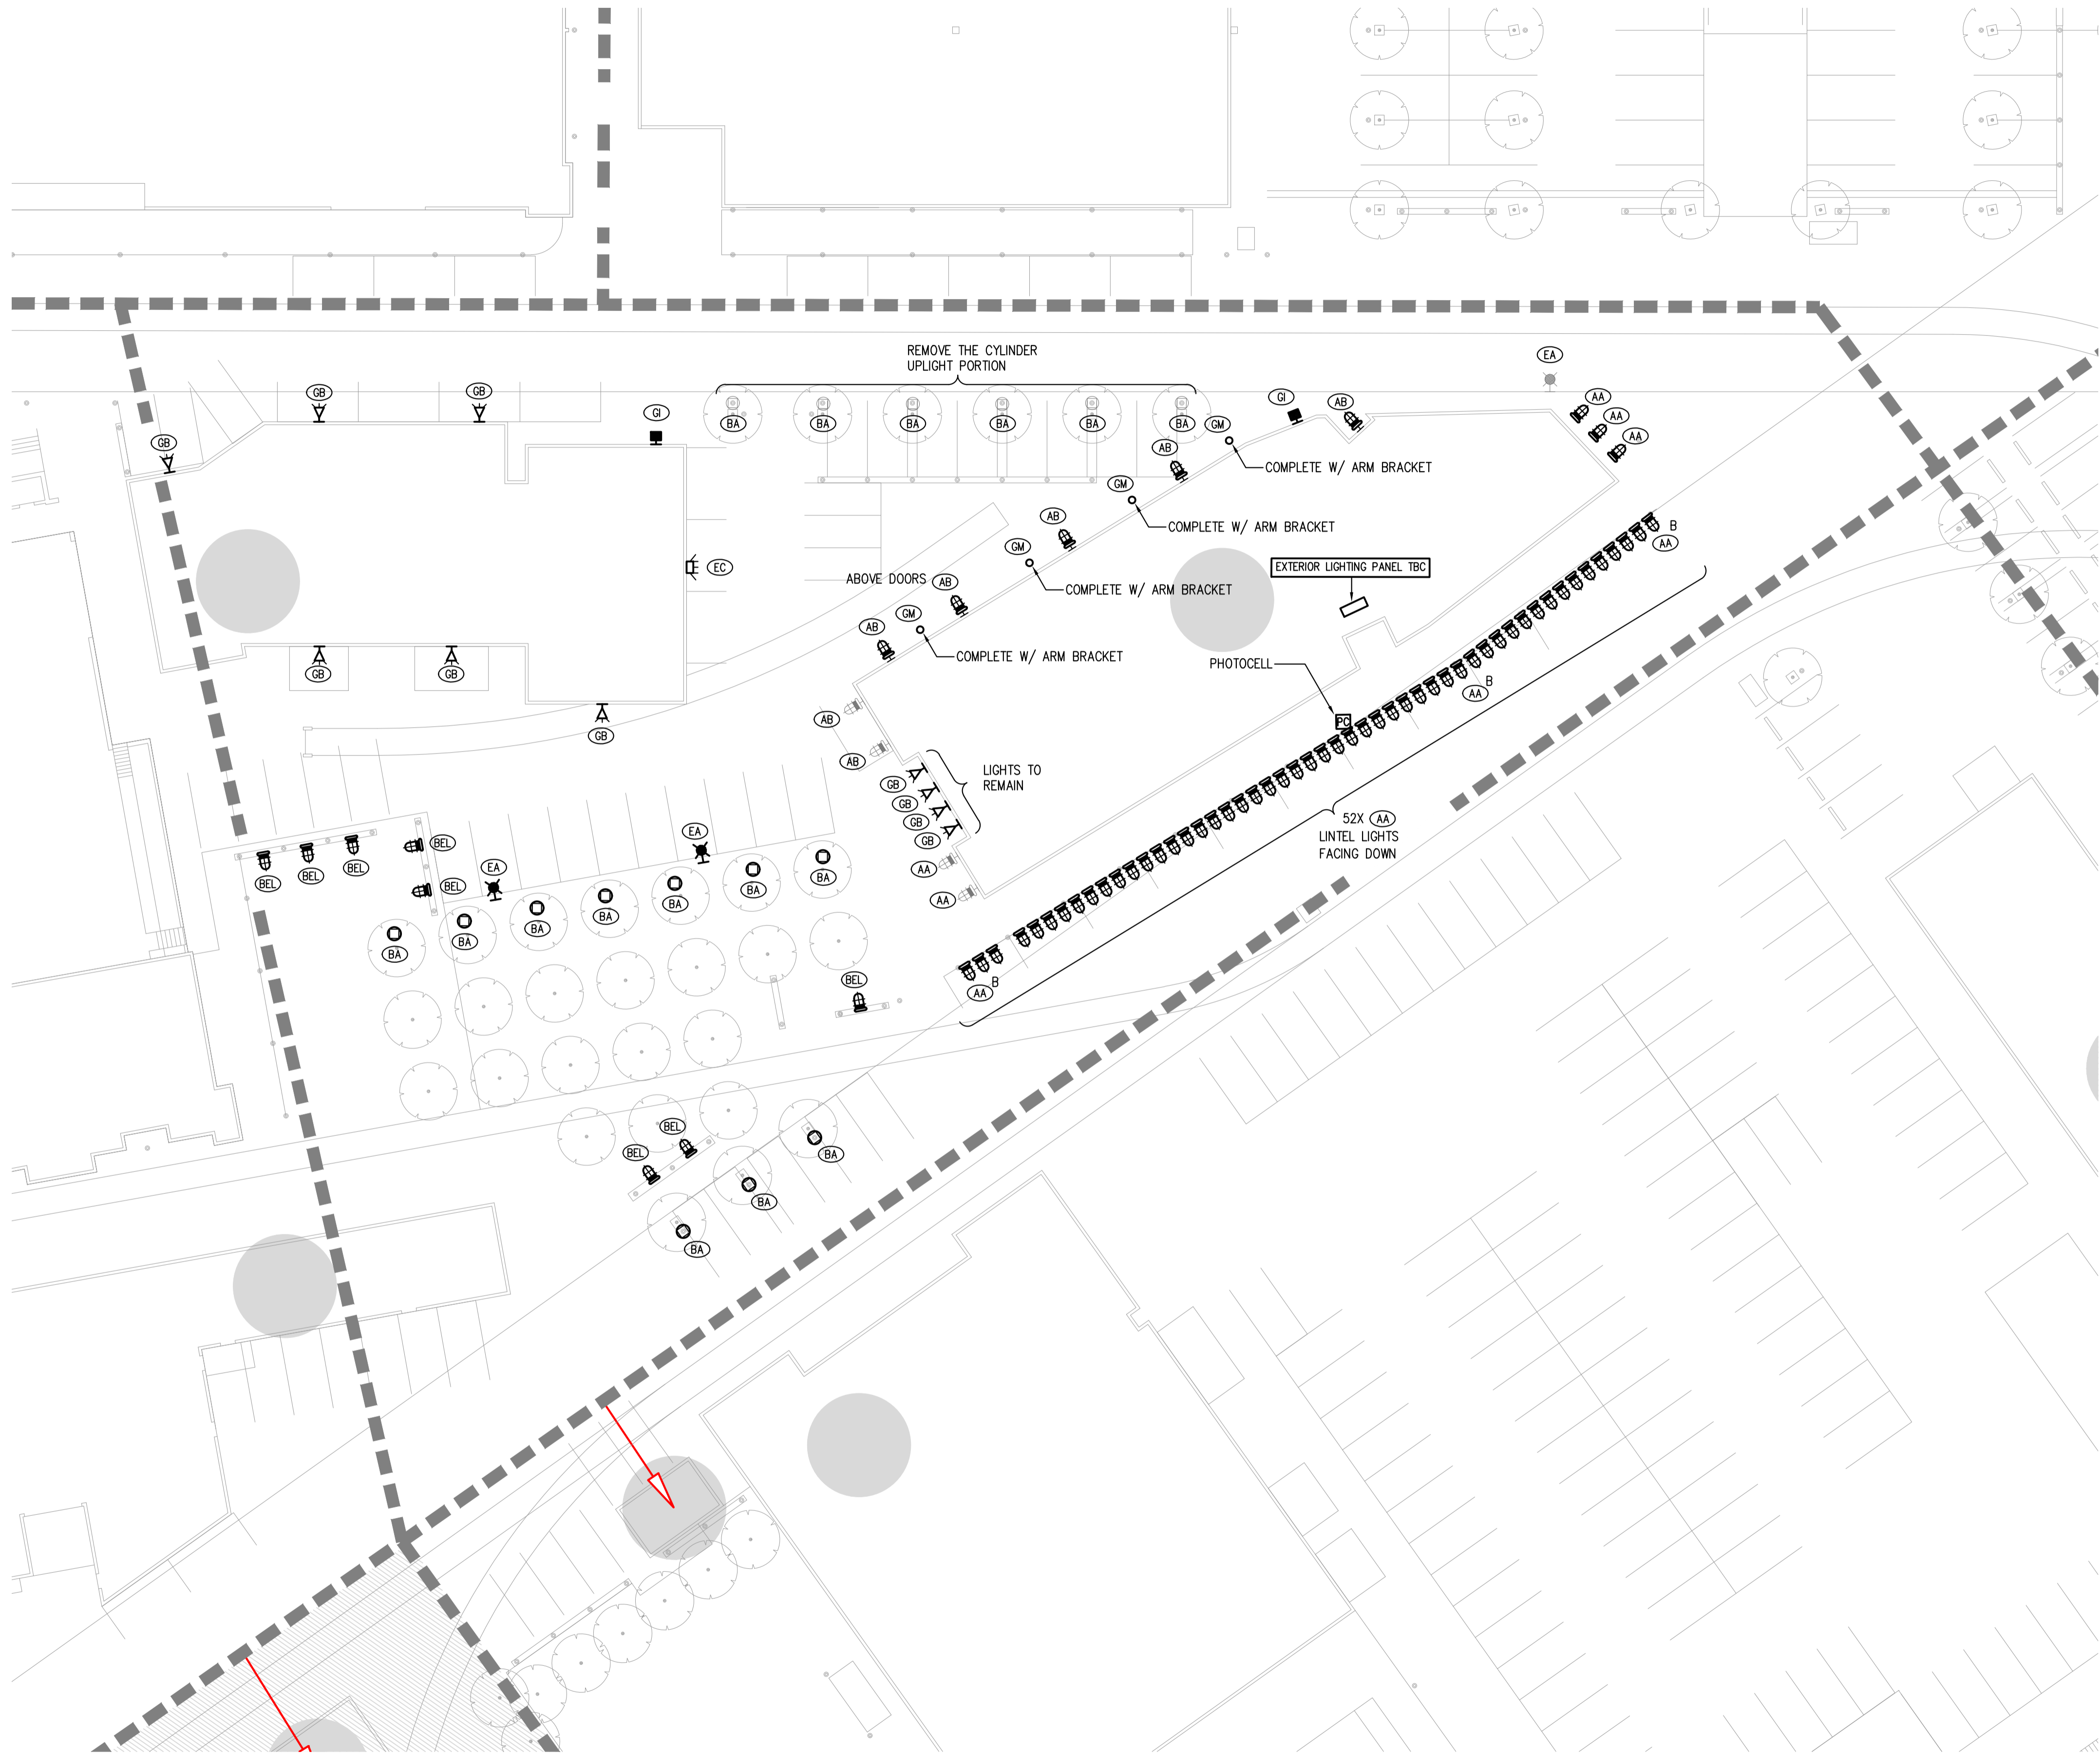 REMOVE THE CYLINDER
UPLIGHT PORTION
EA
GB
GB
GI
GI
AB
AA
AA
AA
GB
BA
BA
BA
BA
BA
BA
GM
AB
COMPLETE W/ ARM BRACKET
GM
AB
COMPLETE W/ ARM BRACKET
B
AA
GM
EC
EXTERIOR LIGHTING PANEL TBC
ABOVE DOORS
AB
COMPLETE W/ ARM BRACKET
GM
AB
COMPLETE W/ ARM BRACKET
PHOTOCELL
GB
GB
B
AA
AB
PC
GB
AB
LIGHTS TO
REMAIN
GB
GB
GB
GB
52X AA
LINTEL LIGHTS
FACING DOWN
EA
BEL
BEL
BEL
BEL
EA
BEL
AA
AA
BA
BA
BA
BA
BA
BA
BA
BEL
B
AA
BEL
BEL
BA
BA
BA